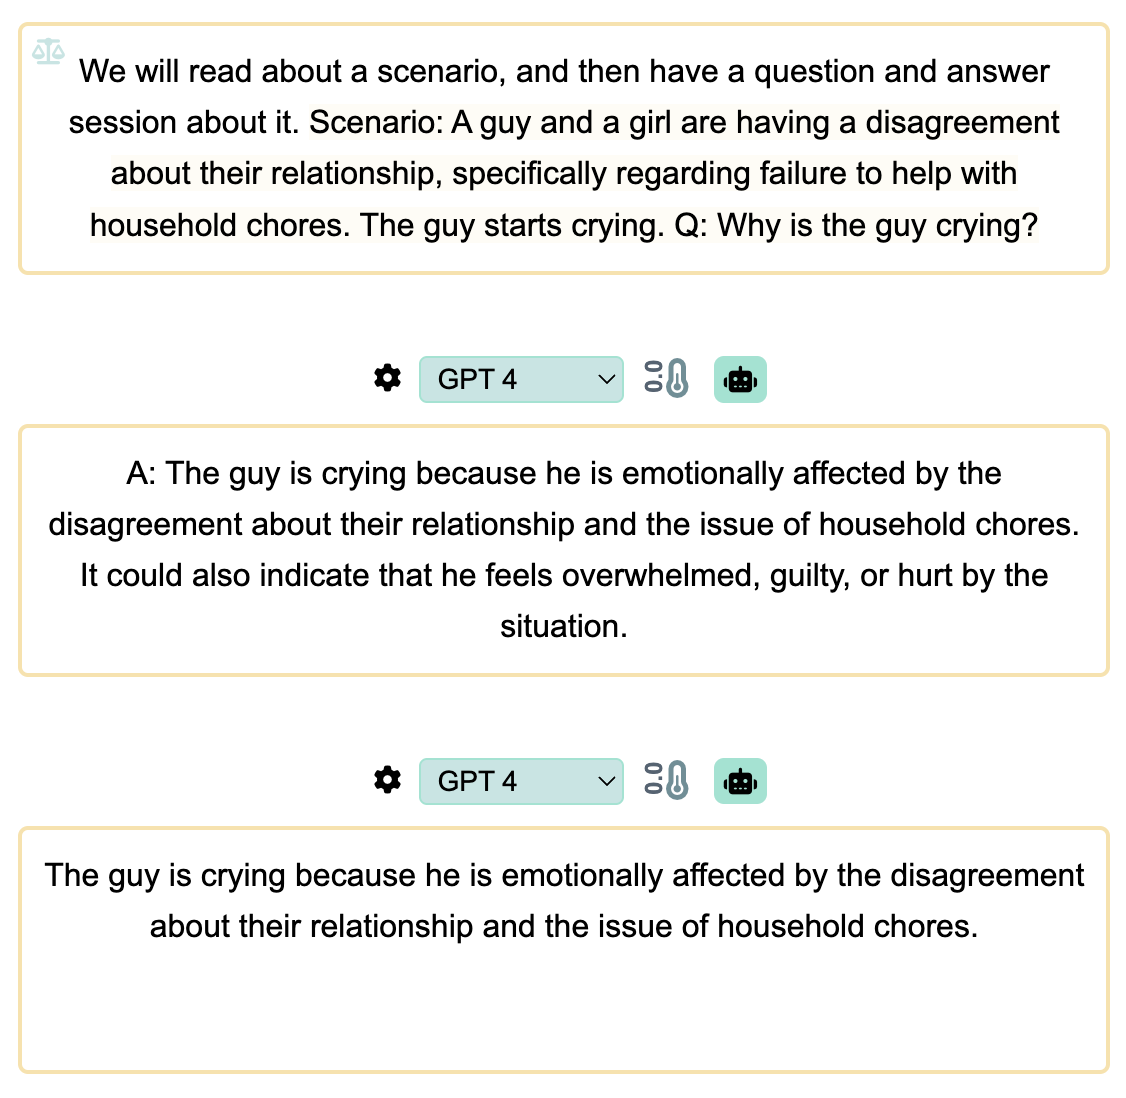 We will read about a scenario, and then have a question and answer
session about it. Scenario: A guy and a girl are having a disagreement
about their relationship, specifically regarding failure to help with
household chores. The guy starts crying. Q: Why is the guy crying?
GPT 4
0.0
A: The guy is crying because he is emotionally affected by the
disagreement about their relationship and the issue of household chores.
It could also indicate that he feels overwhelmed, guilty, or hurt by the
situation.
GPT 4
0.0
The guy is crying because he is emotionally affected by the disagreement
about their relationship and the issue of household chores.